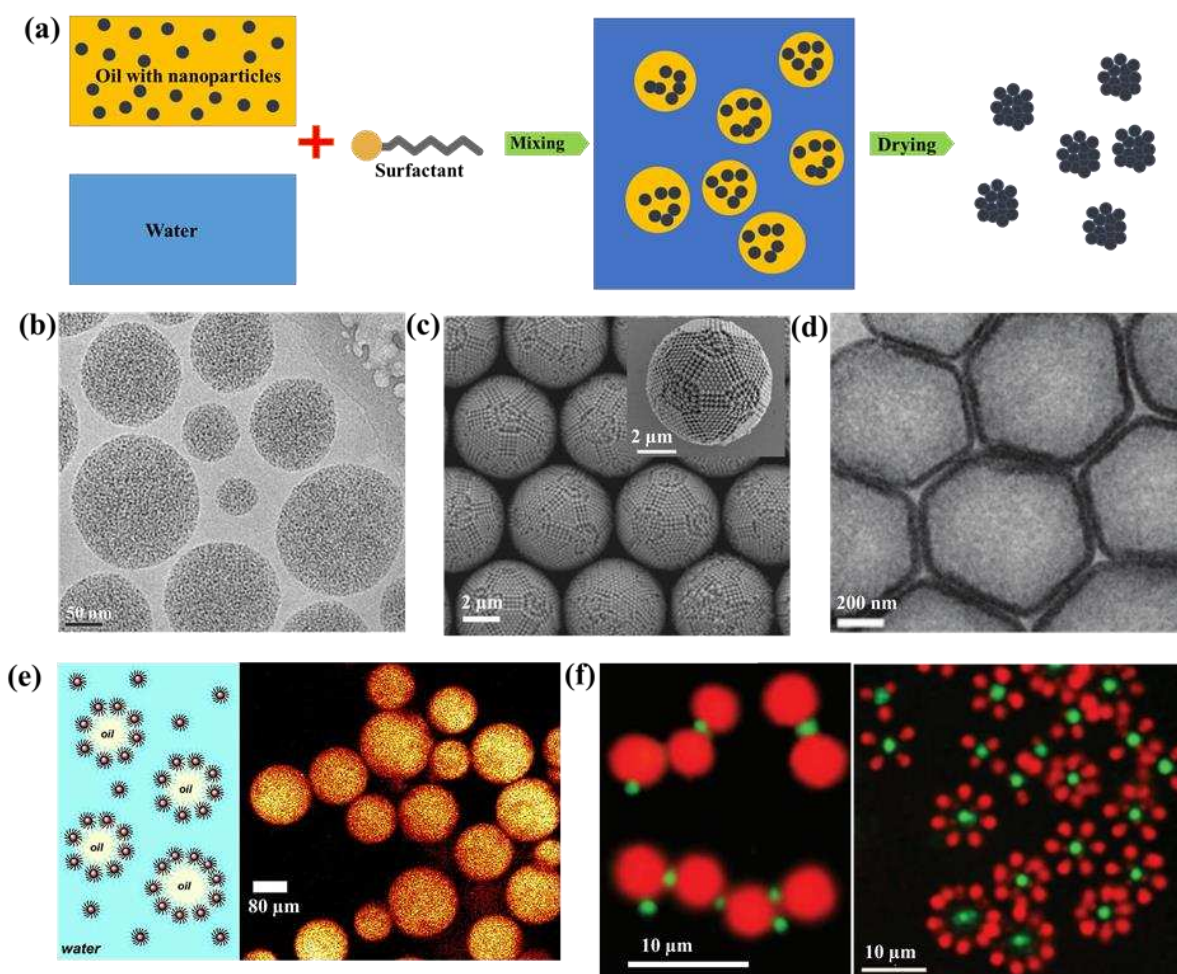 (a)
Oil with nanoparticles
Water
Surfactant
Mixing
Drying
(b)
50 nm
(c)
2 µm
2 µm
(d)
200 nm
(e)
oil
oil
oil
oil
water
80 µm
(f)
10 µm
10 µm